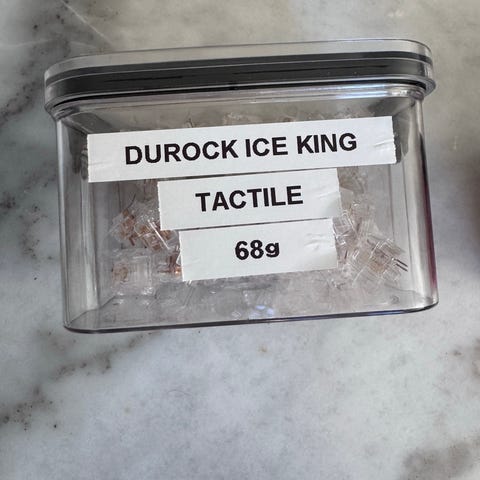 DUROCK ICE KING
TACTILE
68g